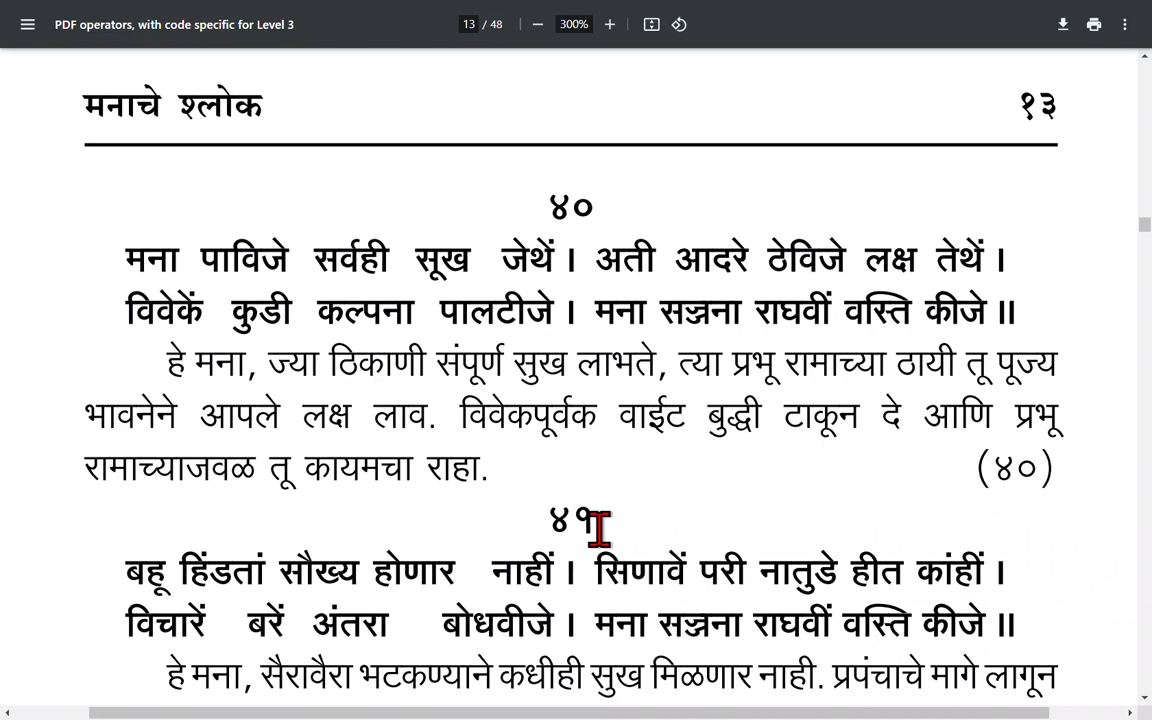 PDF operators, with code specific for Level 3 13 / 48 300%
मनाचे श्लोक १३
४०
मना पाविजे सर्वही सूख जेथें । अती आदरे ठेविजे लक्ष तेथें ।
विवेकें कुडी कल्पना पालटीजे । मना सज्जना राघवीं वस्ति कीजे ॥
हे मना, ज्या ठिकाणी संपूर्ण सुख लाभते, त्या प्रभू रामाच्या ठायी तू पूज्य
भावनेने आपले लक्ष लाव. विवेकपूर्वक वाईट बुद्धी टाकून दे आणि प्रभू
रामाच्याजवळ तू कायमचा राहा. (४०)
४१
बहू हिंडतां सौख्य होणार नाहीं । सिणावें परी नातुडे हीत कांहीं ।
विचारें बरें अंतरा बोधवीजे । मना सज्जना राघवीं वस्ति कीजे ॥
हे मना, सैरावैरा भटकण्याने कधीही सुख मिळणार नाही. प्रपंचाचे मागे लागून